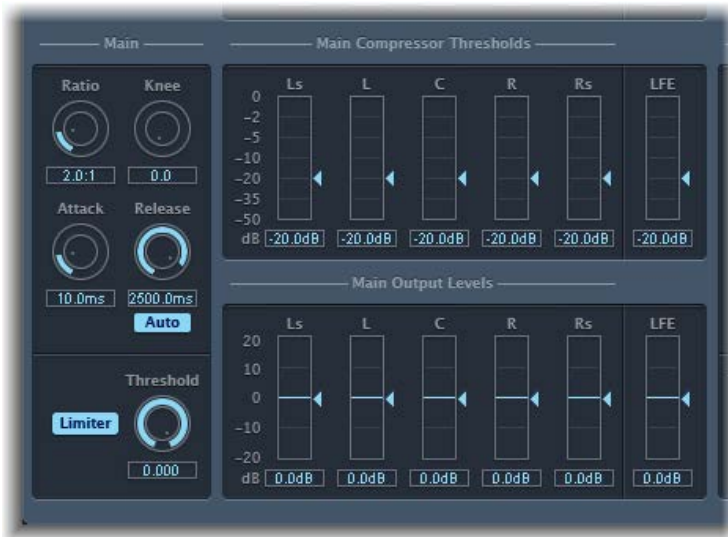 Main
Main Compressor Thresholds
Ratio Knee
2.0:1 0.0
Attack Release
10.0ms 2500.0ms
Auto
Threshold
Limiter
0.000
Ls L C R Rs LFE
0
-2
-5
-10
-20
-35
-50
dB -20.0dB -20.0dB -20.0dB -20.0dB -20.0dB -20.0dB
Main Output Levels
Ls L C R Rs LFE
20
10
0
-10
-20
dB 0.0dB 0.0dB 0.0dB 0.0dB 0.0dB 0.0dB